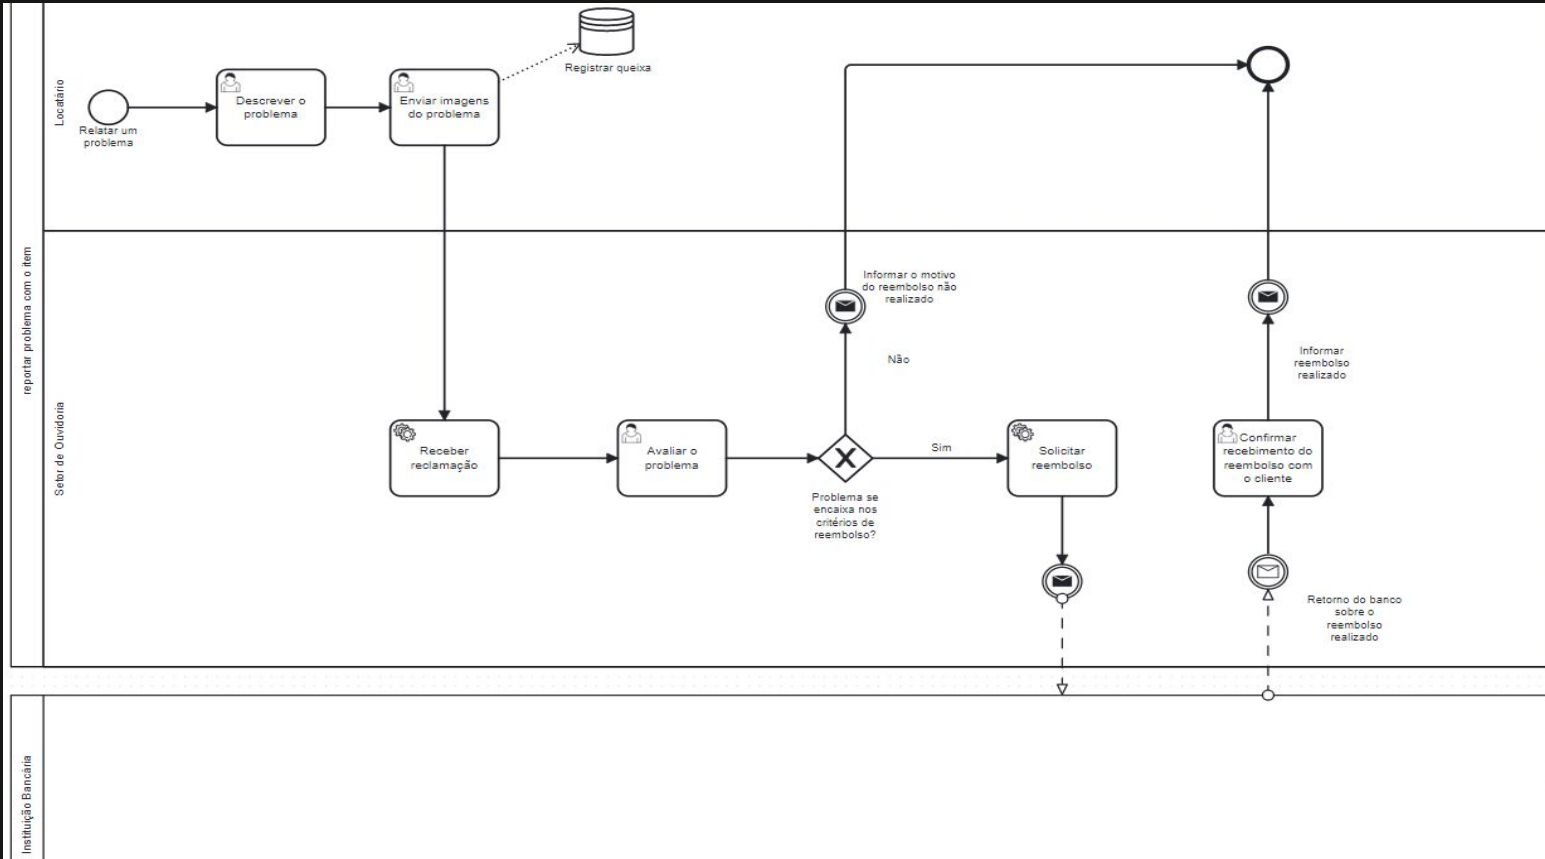 reportar problema com o item
Locatário
Relatar um
problema
Descrever o
problema
Enviar imagens
do problema
Registrar queixa
Setor de Ouvidoria
Receber
reclamação
Avaliar o
problema
Informar o motivo
do reembolso não
realizado
Não
Problema se
encaixa nos
critérios de
reembolso?
Sim
Solicitar
reembolso
Informar
reembolso
realizado
Confirmar
recebimento do
reembolso com
o cliente
Retorno do banco
sobre o
reembolso
realizado
Instituição Bancária